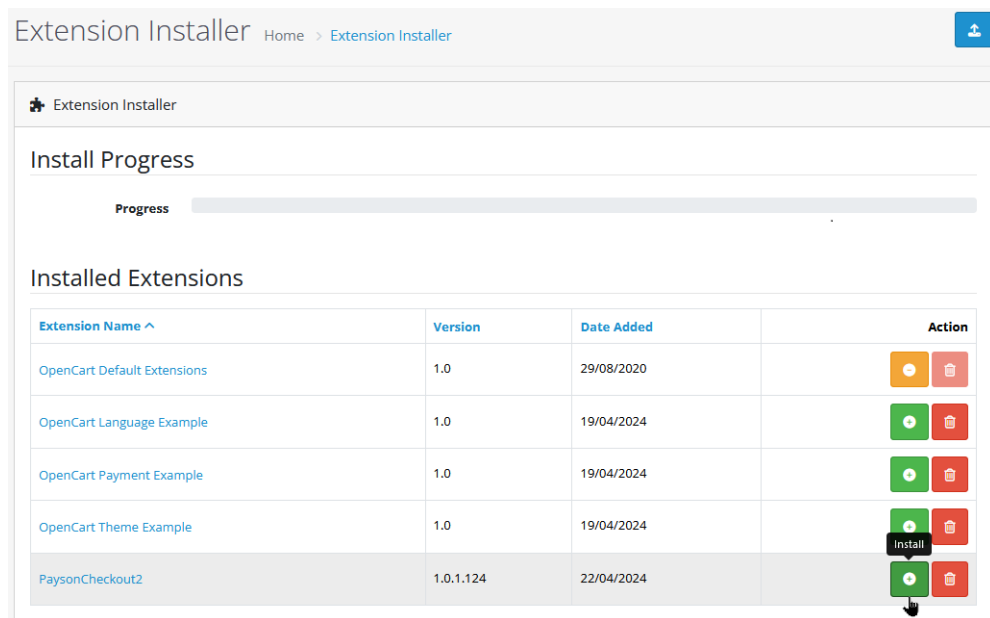 Extension Installer Home > Extension Installer
Extension Installer
Install Progress
Progress
Installed Extensions
Extension Name Version Date Added Action
OpenCart Default Extensions 1.0 29/08/2020
OpenCart Language Example 1.0 19/04/2024
OpenCart Payment Example 1.0 19/04/2024
OpenCart Theme Example 1.0 19/04/2024
Install
PaysonCheckout2 1.0.1.124 22/04/2024